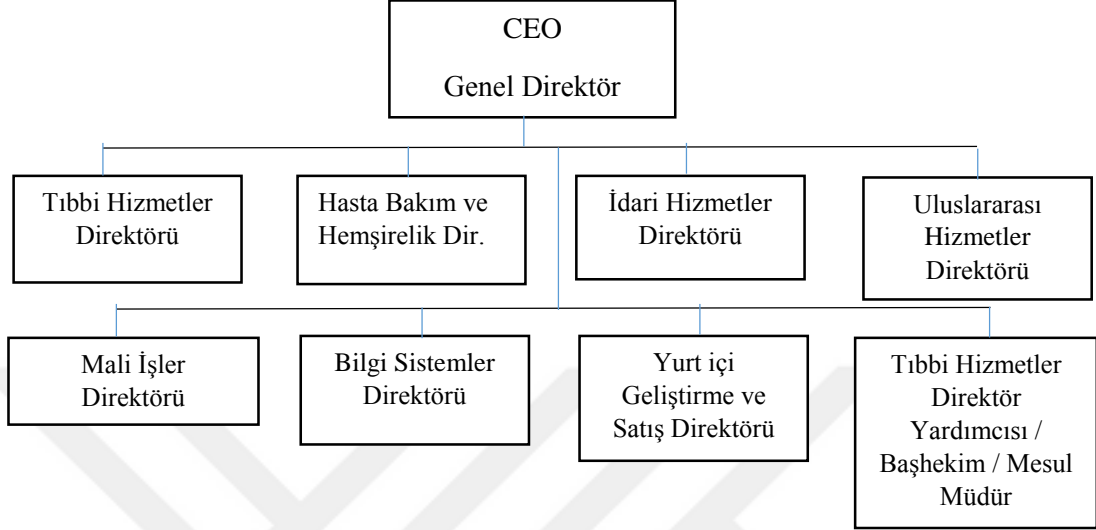 CEO
Genel Direktör
Tıbbi Hizmetler
Direktörü
Hasta Bakım ve
Hemşirelik Dir.
İdari Hizmetler
Direktörü
Uluslararası
Hizmetler
Direktörü
Mali İşler
Direktörü
Bilgi Sistemler
Direktörü
Yurt içi
Geliştirme ve
Satış Direktörü
Tıbbi Hizmetler
Direktör
Yardımcısı /
Başhekim / Mesul
Müdür